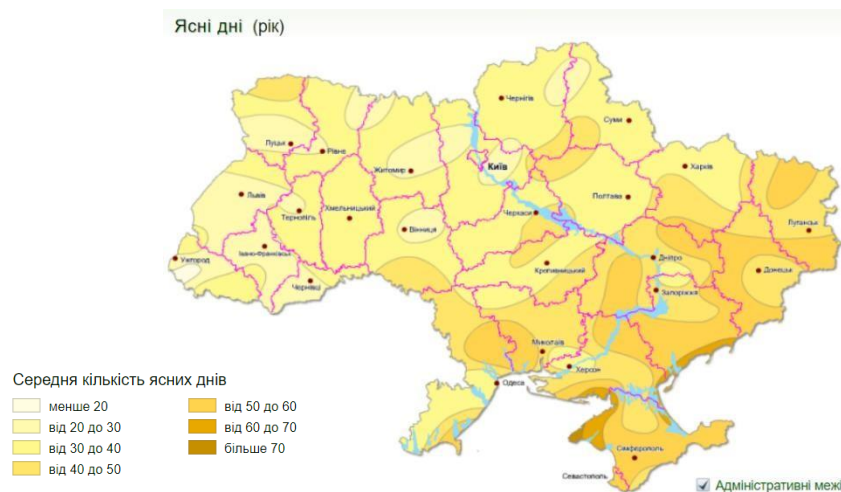 Ясні дні (рік)
Чернігів
Суми
Луцьк
Рівне
Київ
Житомир
Харків
Львів
Полтава
Хмельницький
Тернопіль
Черкаси
Луганськ
Вінниця
Івано-Франківськ
Ужгород
Дніпро
Кропивницький
Донецьк
Чернівці
Запоріжжя
Миколаїв
Херсон
Одеса
Середня кількість ясних днів
менше 20
від 20 до 30
від 30 до 40
від 40 до 50
від 50 до 60
від 60 до 70
більше 70
Сімферополь
Севастополь
Адміністративні межі